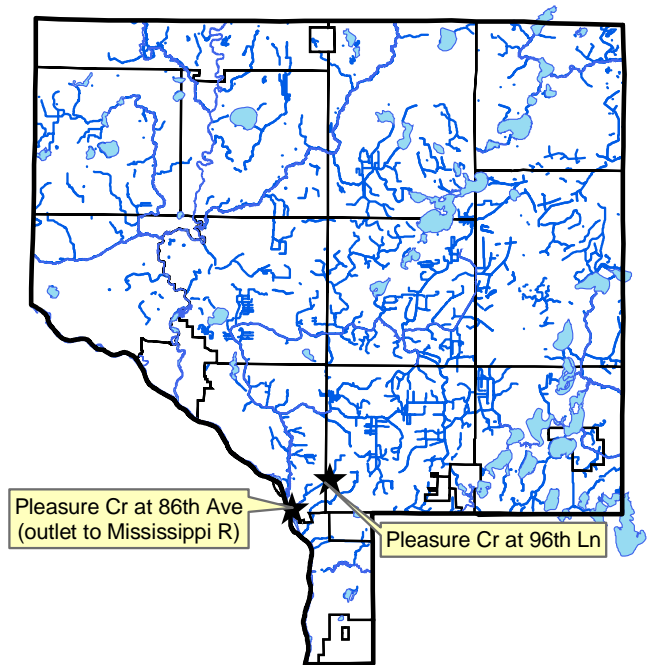 Pleasure Cr at 86th Ave
(outlet to Mississippi R)
Pleasure Cr at 96th Ln